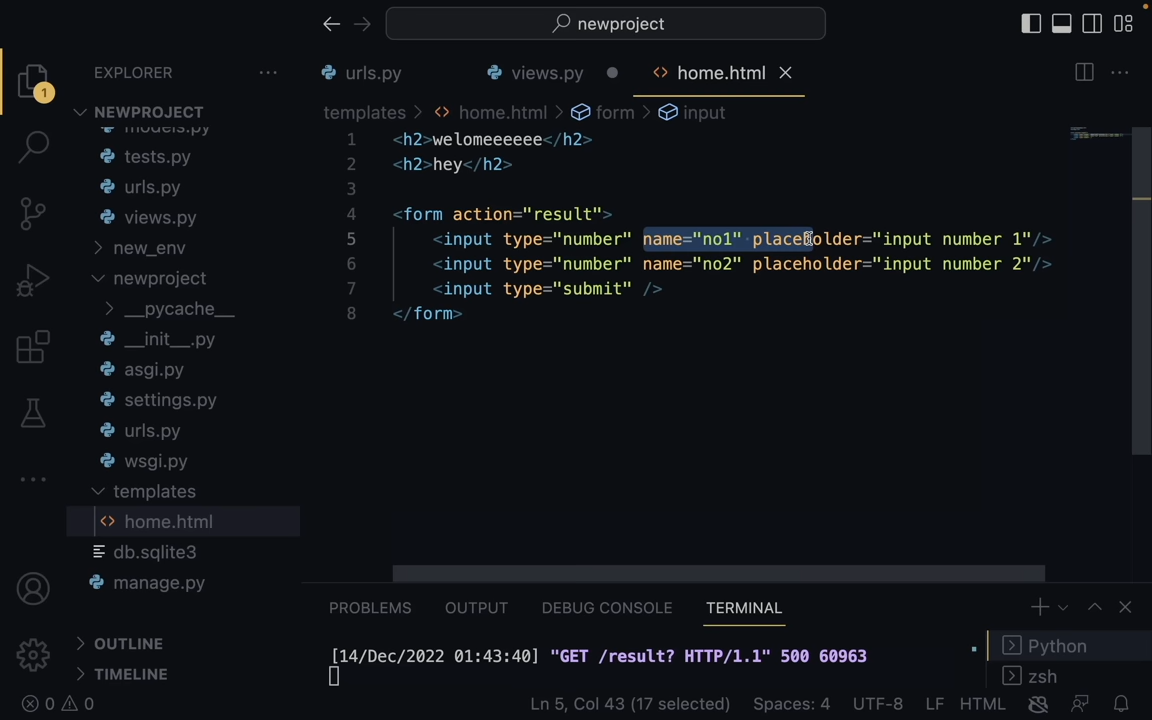 newproject
EXPLORER
urls.py
views.py
home.html
1
NEWPROJECT
templates
home.html
form
input
models.py
tests.py
urls.py
views.py
new_env
newproject
__pycache__
__init__.py
asgi.py
settings.py
urls.py
wsgi.py
templates
home.html
db.sqlite3
manage.py
OUTLINE
TIMELINE
1 <h2>welomeeeeee</h2>
2 <h2>hey</h2>
3
4 <form action="result">
5 <input type="number" name="no1" placeholder="input number 1"/>
6 <input type="number" name="no2" placeholder="input number 2"/>
7 <input type="submit" />
8 </form>
PROBLEMS
OUTPUT
DEBUG CONSOLE
TERMINAL
[14/Dec/2022 01:43:40] "GET /result? HTTP/1.1" 500 60963
Python
zsh
0 0
Ln 5, Col 43 (17 selected)
Spaces: 4
UTF-8
LF
HTML